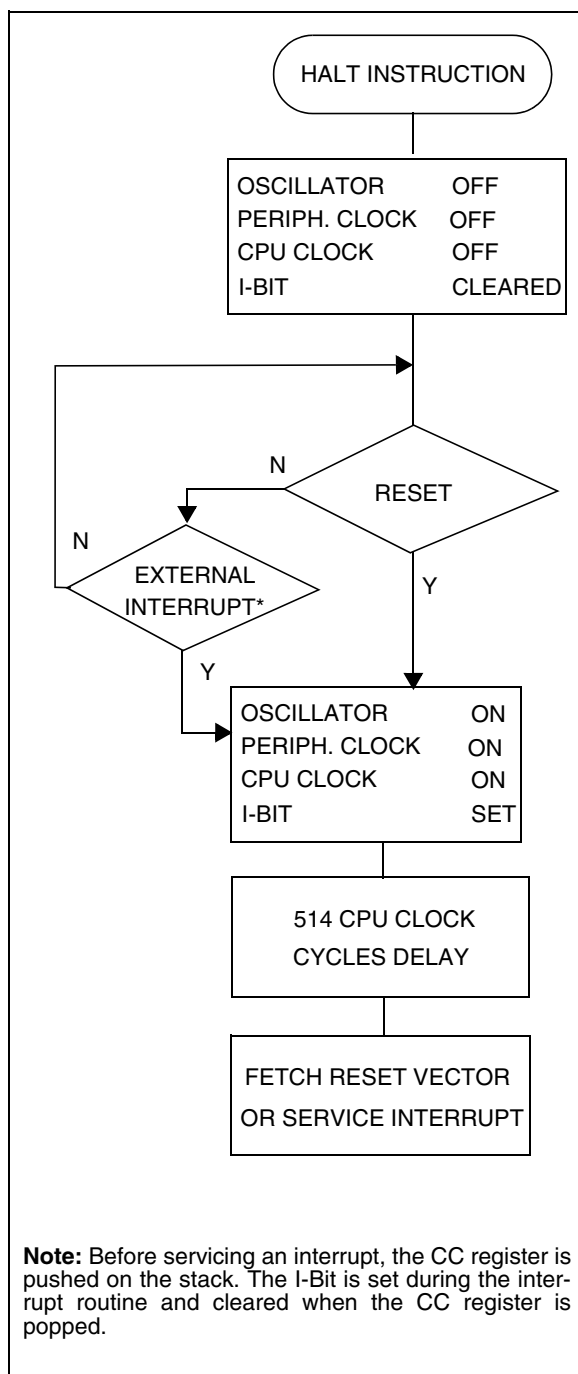 HALT INSTRUCTION
OSCILLATOR OFF
PERIPH. CLOCK OFF
CPU CLOCK OFF
I-BIT CLEARED
N
RESET
N
EXTERNAL
INTERRUPT*
Y
Y
OSCILLATOR ON
PERIPH. CLOCK ON
CPU CLOCK ON
I-BIT SET
514 CPU CLOCK
CYCLES DELAY
FETCH RESET VECTOR
OR SERVICE INTERRUPT
Note: Before servicing an interrupt, the CC register is
pushed on the stack. The I-Bit is set during the inter-
rupt routine and cleared when the CC register is
popped.